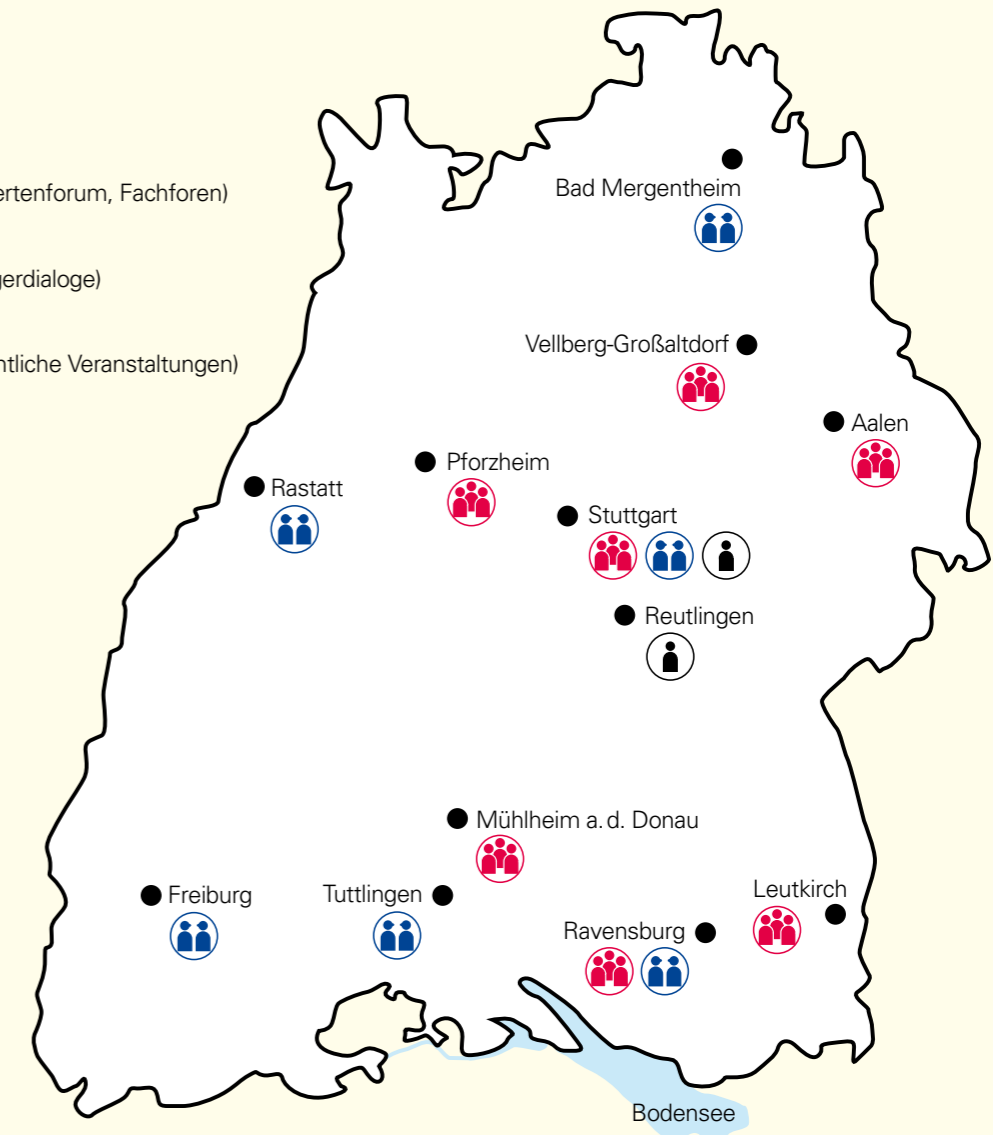 ertenforum, Fachforen)
gerdialoge)
ntliche Veranstaltungen)
Bad Mergentheim
Vellberg-Großaltdorf
Aalen
Pforzheim
Rastatt
Stuttgart
Reutlingen
Mühlheim a. d. Donau
Freiburg
Tuttlingen
Leutkirch
Ravensburg
Bodensee